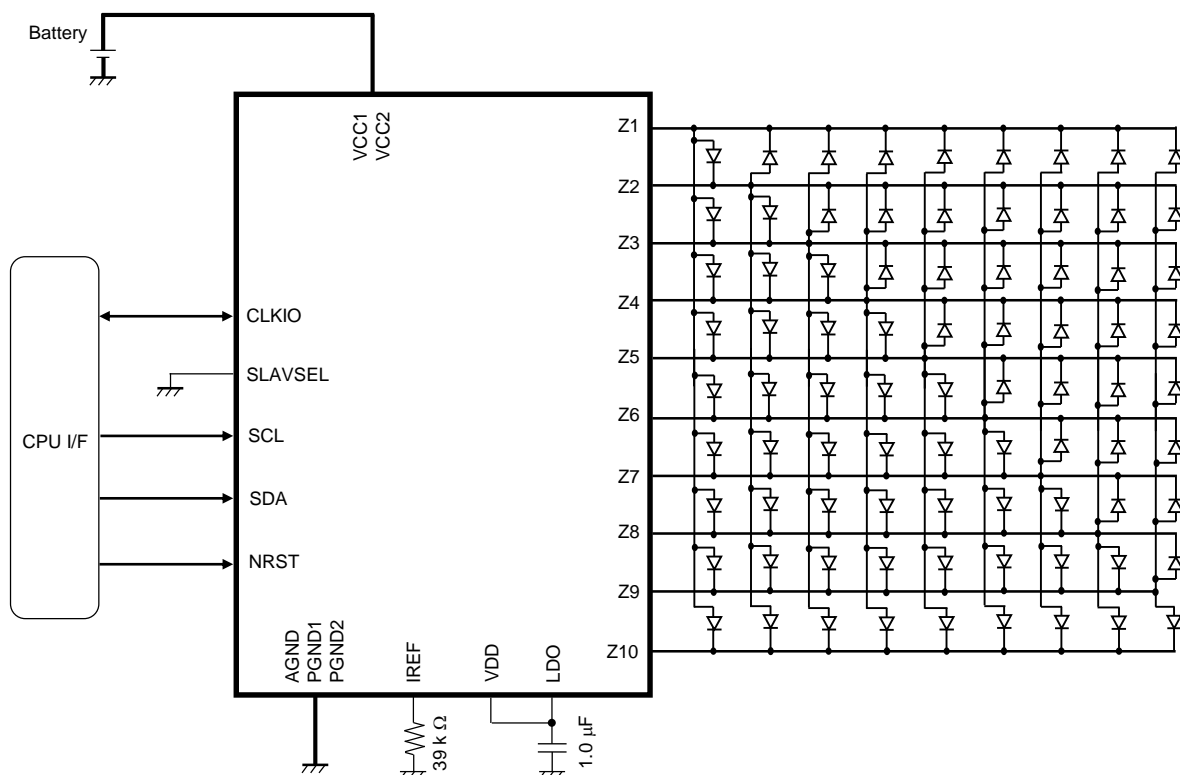 Battery
VCC1
VCC2
CPU I/F
CLKIO
SLAVSEL
SCL
SDA
NRST
Z1
Z2
Z3
Z4
Z5
Z6
Z7
Z8
Z9
Z10
AGND
PGND1
PGND2
IREF
VDD
LDO
39 k Ω
1.0 µF